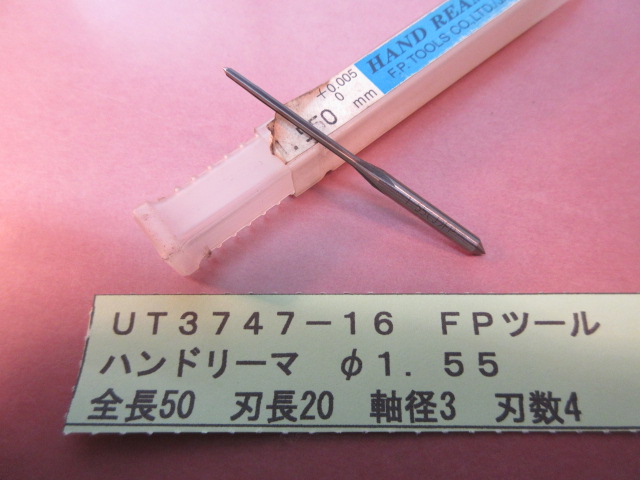 HAND REA
F.P.TOOLS CO.,LTD.
+0.005
0
1.550 mm
UT3747-16 FPツール
ハンドリーマ φ1.55
全長50 刃長20 軸径3 刃数4